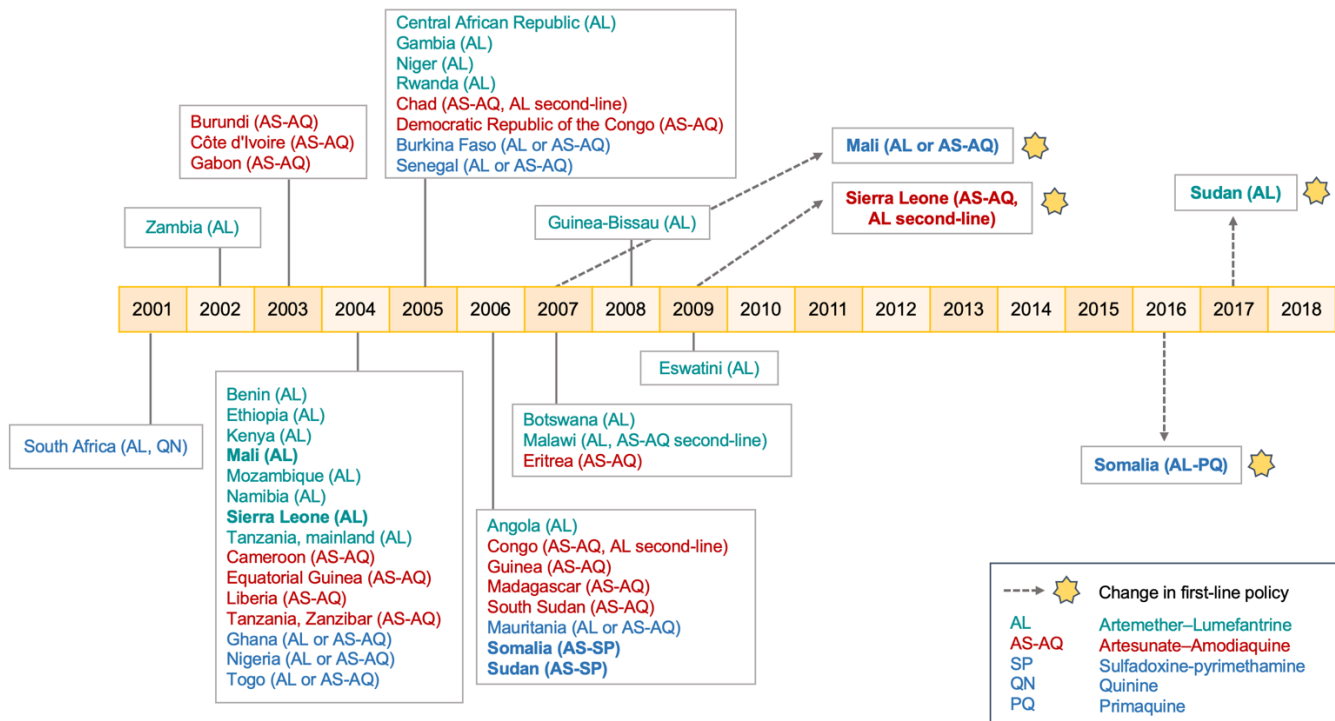 Central African Republic (AL)
Gambia (AL)
Niger (AL)
Rwanda (AL)
Chad (AS-AQ, AL second-line)
Democratic Republic of the Congo (AS-AQ)
Burkina Faso (AL or AS-AQ)
Senegal (AL or AS-AQ)
Burundi (AS-AQ)
Côte d'Ivoire (AS-AQ)
Gabon (AS-AQ)
Mali (AL or AS-AQ)
Sierra Leone (AS-AQ,
AL second-line)
Sudan (AL)
Zambia (AL)
Guinea-Bissau (AL)
2001 2002 2003 2004 2005 2006 2007 2008 2009 2010 2011 2012 2013 2014 2015 2016 2017 2018
South Africa (AL, QN)
Benin (AL)
Ethiopia (AL)
Kenya (AL)
Mali (AL)
Mozambique (AL)
Namibia (AL)
Sierra Leone (AL)
Tanzania, mainland (AL)
Cameroon (AS-AQ)
Equatorial Guinea (AS-AQ)
Liberia (AS-AQ)
Tanzania, Zanzibar (AS-AQ)
Ghana (AL or AS-AQ)
Nigeria (AL or AS-AQ)
Togo (AL or AS-AQ)
Angola (AL)
Congo (AS-AQ, AL second-line)
Guinea (AS-AQ)
Madagascar (AS-AQ)
South Sudan (AS-AQ)
Mauritania (AL or AS-AQ)
Somalia (AS-SP)
Sudan (AS-SP)
Botswana (AL)
Malawi (AL, AS-AQ second-line)
Eritrea (AS-AQ)
Eswatini (AL)
Somalia (AL-PQ)
Change in first-line policy
AL Artemether–Lumefantrine
AS-AQ Artesunate–Amodiaquine
SP Sulfadoxine-pyrimethamine
QN Quinine
PQ Primaquine